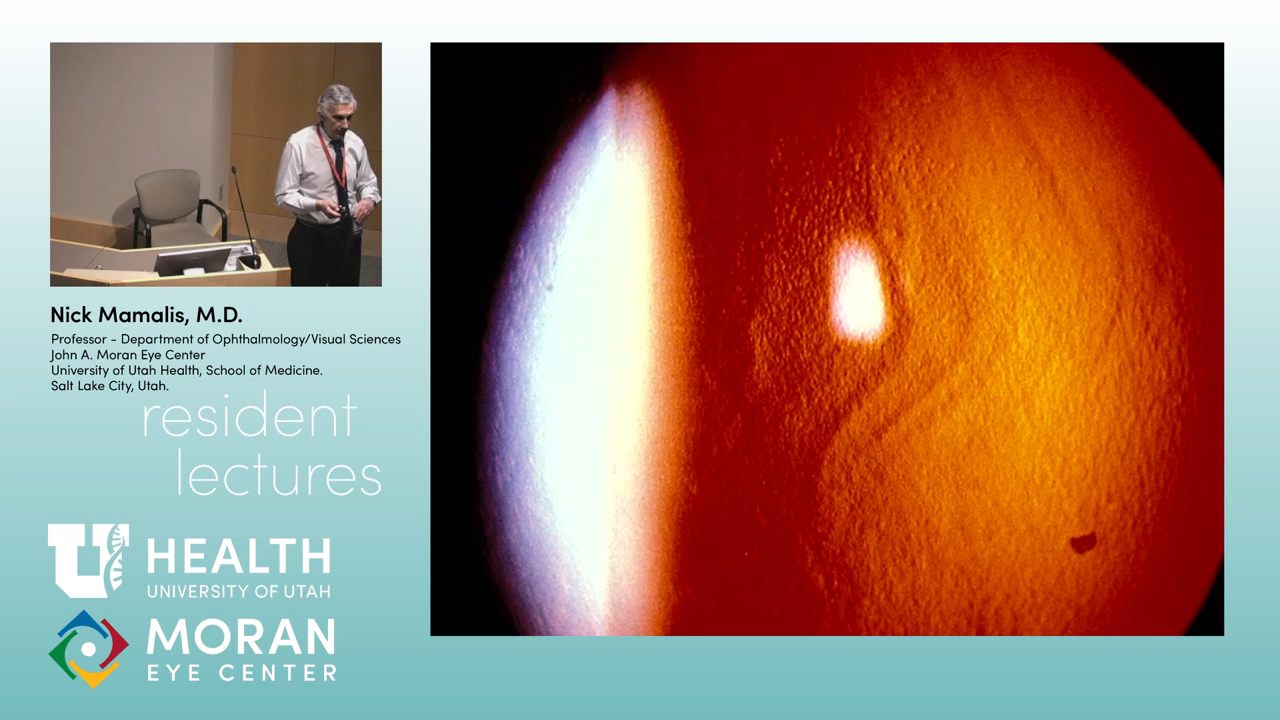 Nick Mamalis, M.D.
Professor - Department of Ophthalmology/Visual Sciences
John A. Moran Eye Center
University of Utah Health, School of Medicine.
Salt Lake City, Utah.
resident
lectures
U HEALTH
UNIVERSITY OF UTAH
MORAN
EYE CENTER